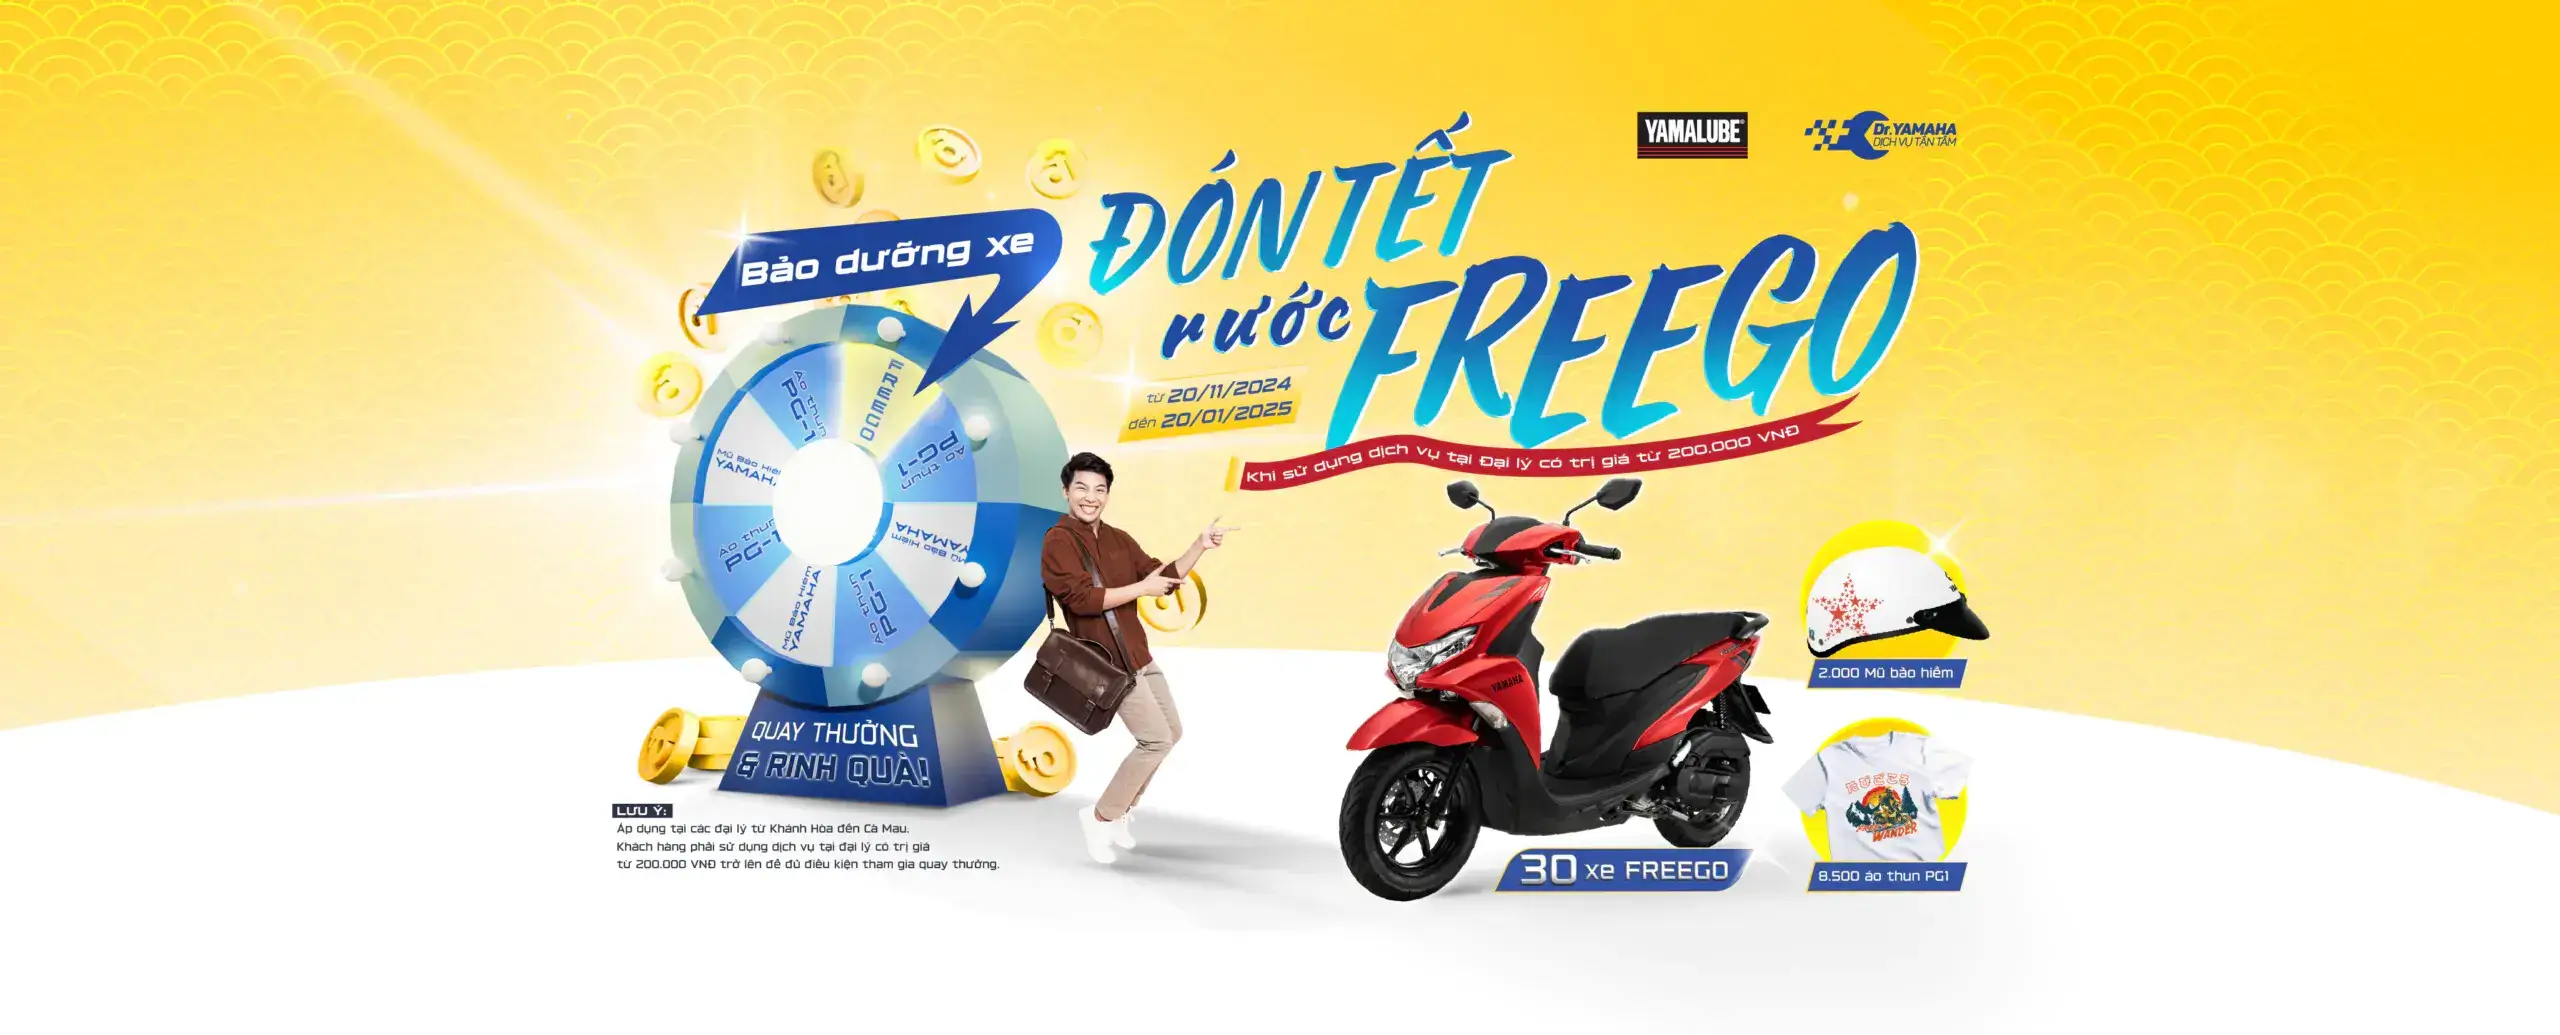 YAMALUBE®
Dr.YAMAHA
DỊCH VỤ TẬN TÂM
Bảo dưỡng xe
ĐÓN TẾT
rước FREEGO
từ 20/11/2024
đến 20/01/2025
Khi sử dụng dịch vụ tại Đại lý có trị giá từ 200.000 VNĐ
FREEGO
Áo thun
PG-1
Mũ Bảo Hiểm
YAMAHA
Áo thun
PG-1
Mũ Bảo Hiểm
YAMAHA
Áo thun
PG-1
Mũ Bảo Hiểm
YAMAHA
Áo thun
PG-1
QUAY THƯỞNG
& RINH QUÀ!
YAMAHA
2.000 Mũ bảo hiểm
たびごころ
WANDER
30 xe FREEGO
8.500 áo thun PG1
LƯU Ý:
Áp dụng tại các đại lý từ Khánh Hòa đến Cà Mau.
Khách hàng phải sử dụng dịch vụ tại đại lý có trị giá
từ 200.000 VNĐ trở lên để đủ điều kiện tham gia quay thưởng.